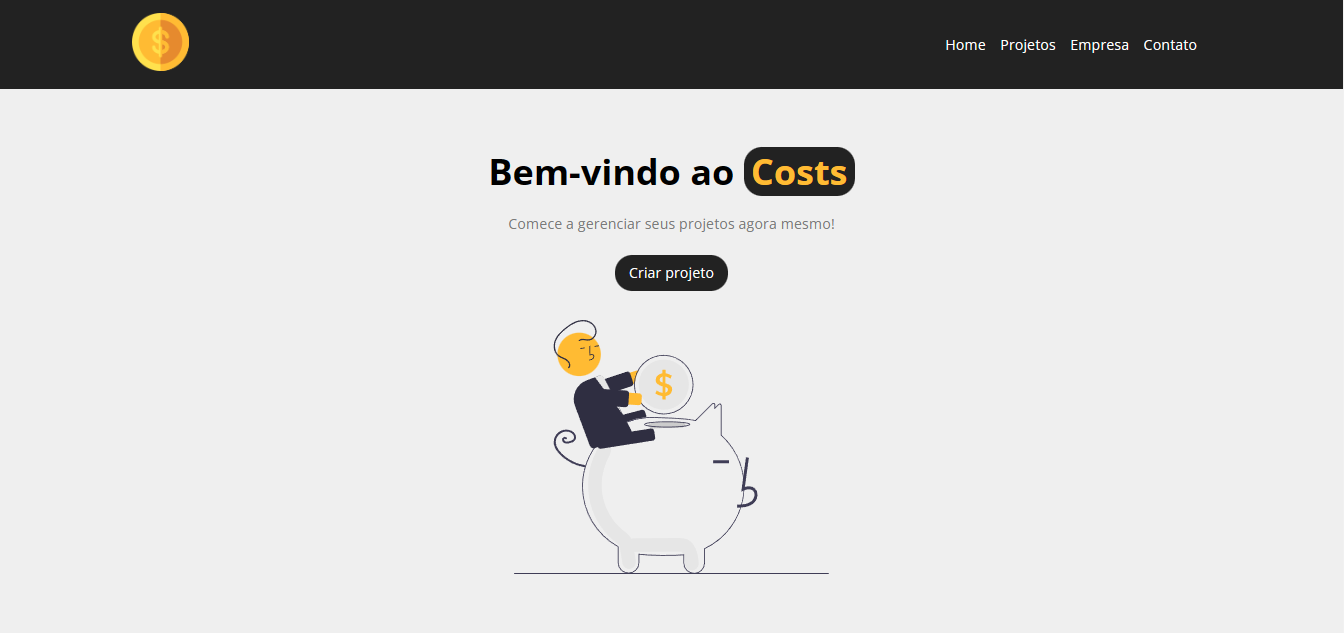 $
Home Projetos Empresa Contato
Bem-vindo ao Costs
Comece a gerenciar seus projetos agora mesmo!
Criar projeto
$